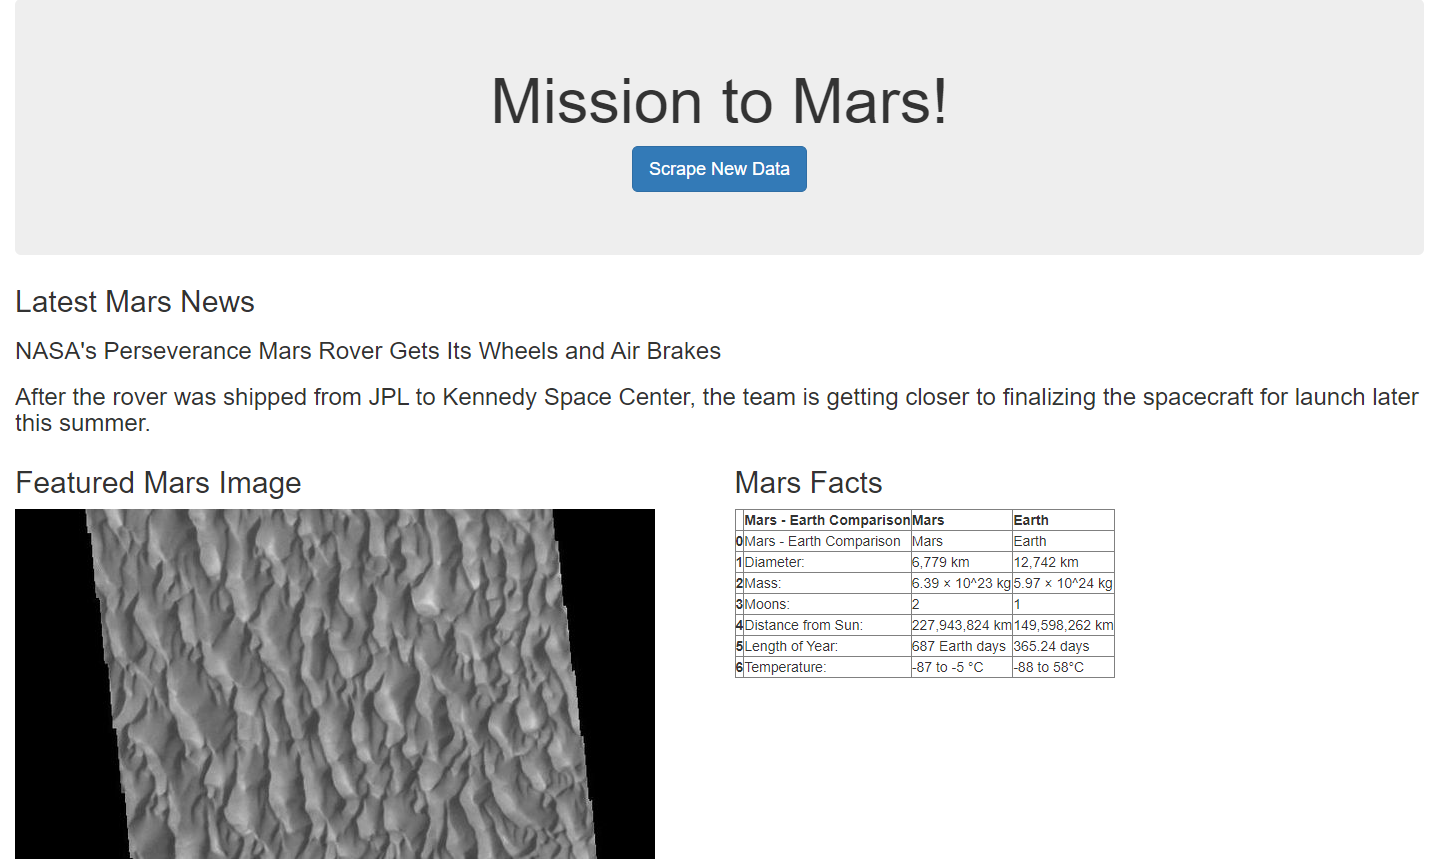 Mission to Mars!
Scrape New Data
Latest Mars News
NASA's Perseverance Mars Rover Gets Its Wheels and Air Brakes
After the rover was shipped from JPL to Kennedy Space Center, the team is getting closer to finalizing the spacecraft for launch later
this summer.
Featured Mars Image
Mars Facts
Mars - Earth Comparison Mars Earth
0 Mars - Earth Comparison Mars Earth
1 Diameter: 6,779 km 12,742 km
2 Mass: 6.39 × 10^23 kg 5.97 × 10^24 kg
3 Moons: 2 1
4 Distance from Sun: 227,943,824 km 149,598,262 km
5 Length of Year: 687 Earth days 365.24 days
6 Temperature: -87 to -5 °C -88 to 58°C